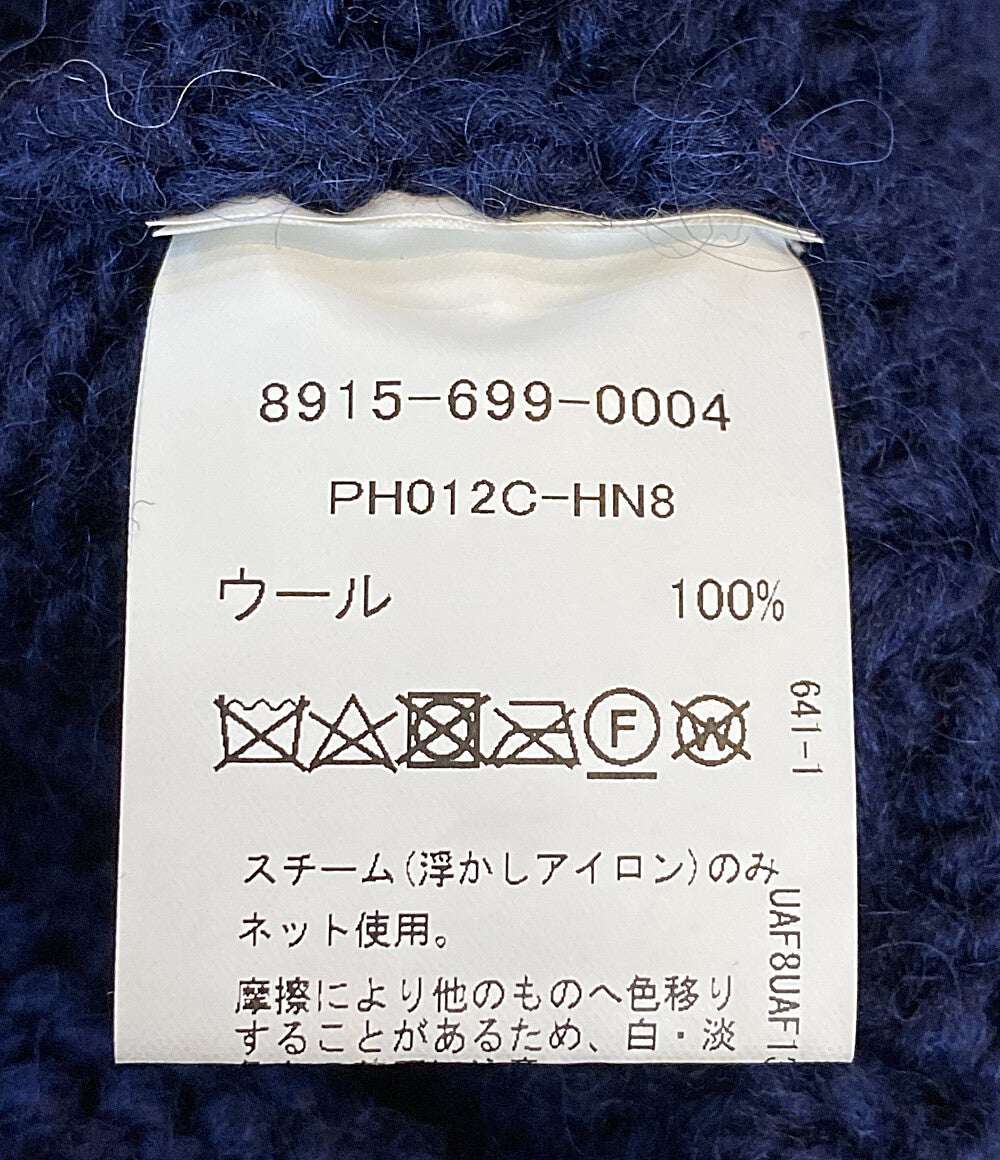 8915-699-0004
PH012C-HN8
ウール 100%
F W
641-1
スチーム(浮かしアイロン)のみ
ネット使用。
摩擦により他のものへ色移り
することがあるため、白・淡
UAF8UAF1